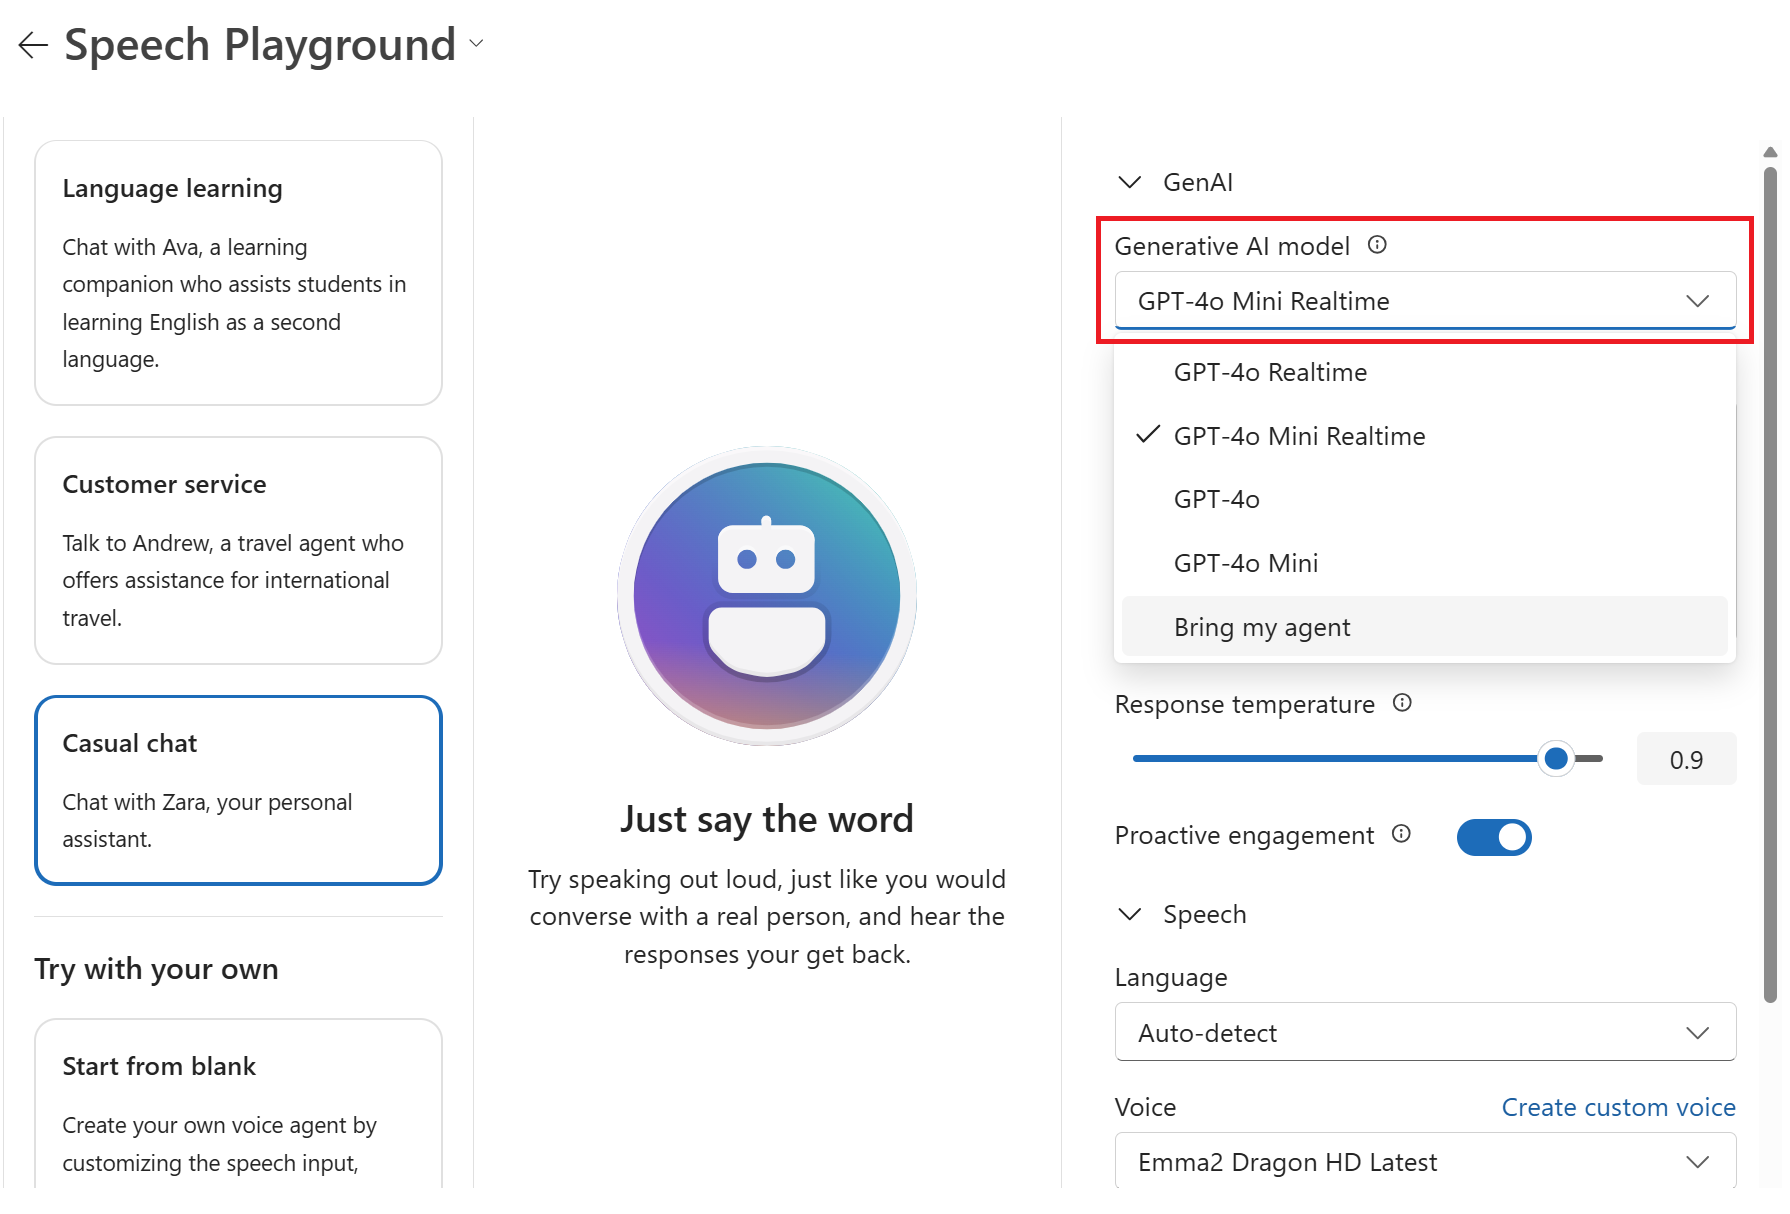 Speech Playground
Language learning
Chat with Ava, a learning
companion who assists students in
learning English as a second
language.
Customer service
Talk to Andrew, a travel agent who
offers assistance for international
travel.
Casual chat
Chat with Zara, your personal
assistant.
Try with your own
Start from blank
Create your own voice agent by
customizing the speech input,
Just say the word
Try speaking out loud, just like you would
converse with a real person, and hear the
responses your get back.
GenAI
Generative AI model
GPT-4o Mini Realtime
GPT-4o Realtime
GPT-4o Mini Realtime
GPT-4o
GPT-4o Mini
Bring my agent
Response temperature
0.9
Proactive engagement
Speech
Language
Auto-detect
Voice Create custom voice
Emma2 Dragon HD Latest